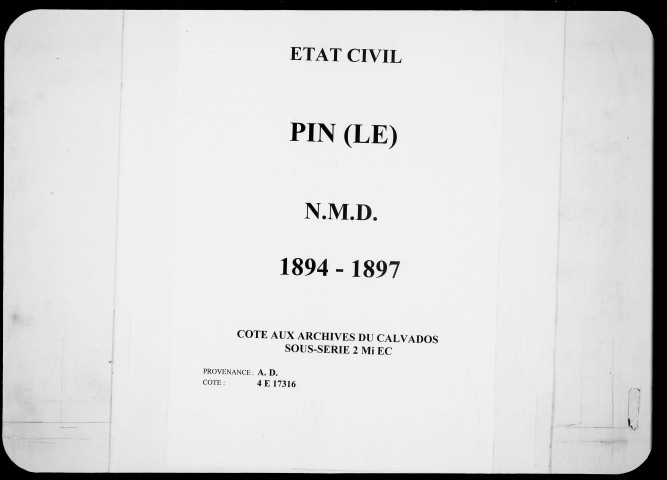 ETAT CIVIL
PIN (LE)
N.M.D.
1894 - 1897
COTE AUX ARCHIVES DU CALVADOS
SOUS-SERIE 2 Mi EC
PROVENANCE: A. D.
COTE : 4 E 17316